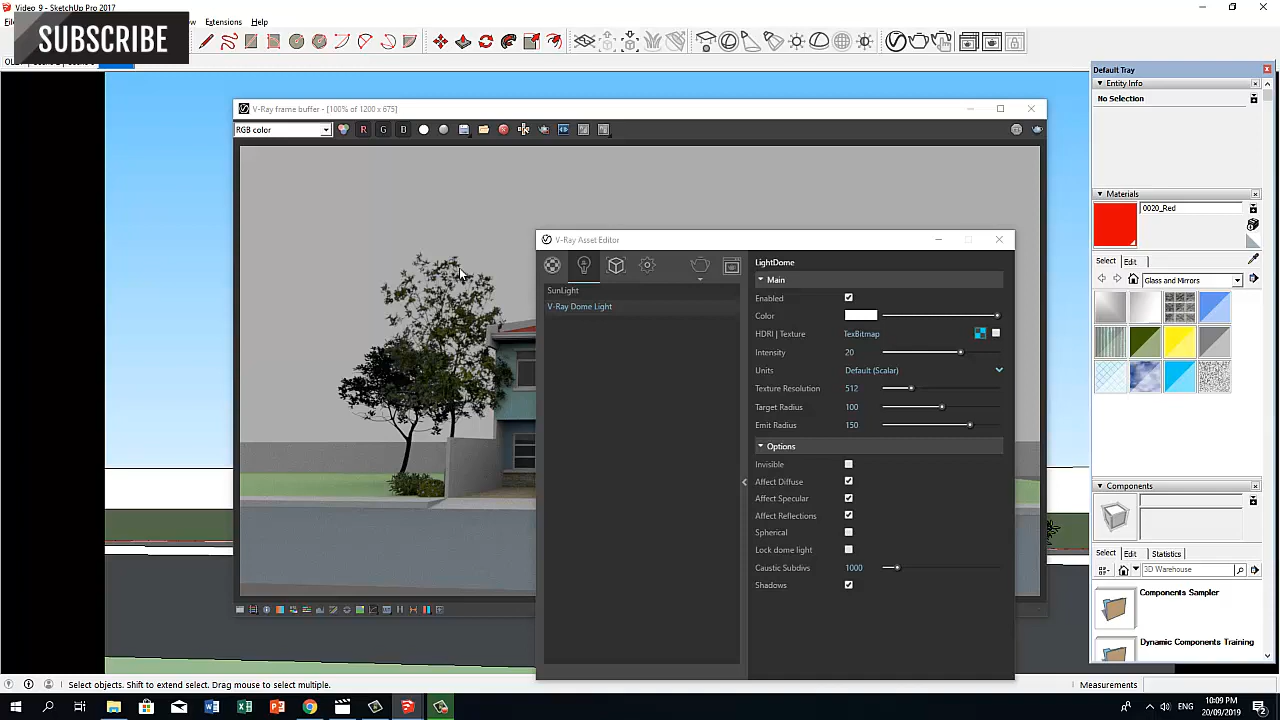 Video 9 - SketchUp Pro 2017
Extensions Help
SUBSCRIBE
V-Ray frame buffer - [100% of 1200 x 675]
RGB color
R G
V-Ray Asset Editor
SunLight
V-Ray Dome Light
LightDome
Main
Enabled
Color
HDRI | Texture TexBitmap
Intensity 20
Units Default (Scalar)
Texture Resolution 512
Target Radius 100
Emit Radius 150
Options
Invisible
Affect Diffuse
Affect Specular
Affect Reflections
Spherical
Lock dome light
Caustic Subdivs 1000
Shadows
Default Tray
Entity Info
No Selection
Materials
0020_Red
Select Edit
Glass and Mirrors
Components
Select Edit Statistics
3D Warehouse
Components Sampler
Dynamic Components Training
Select objects. Shift to extend select. Drag mouse to select multiple.
Measurements
10:09 PM
20/09/2019